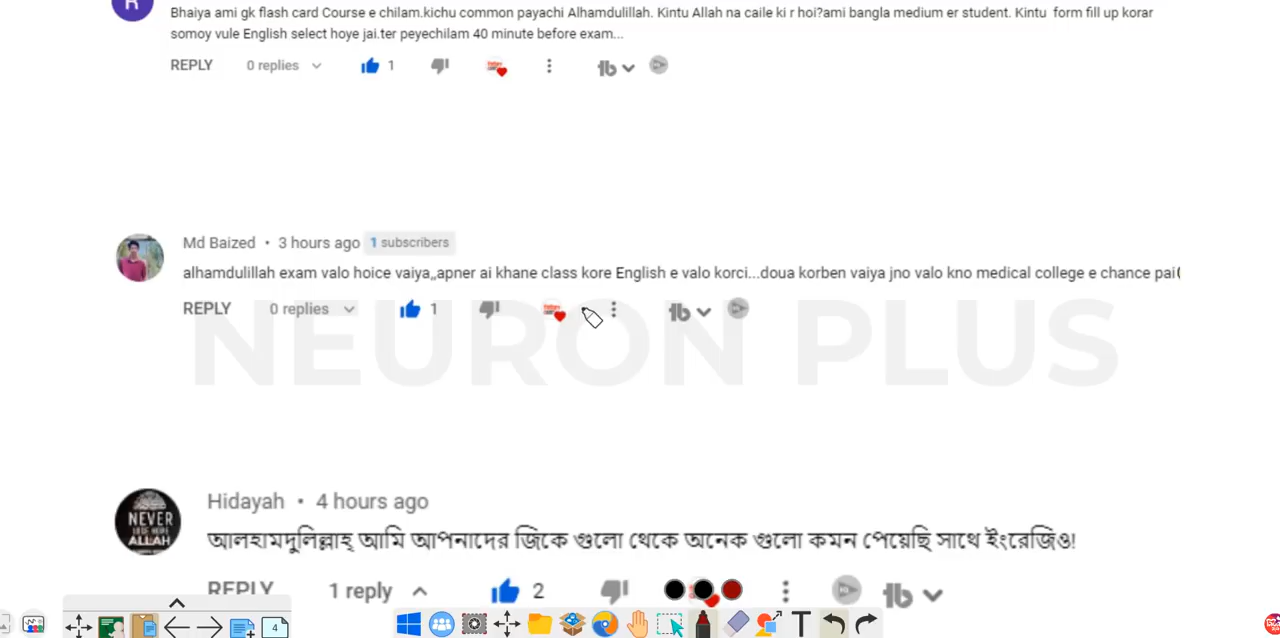 R
Bhaiya ami gk flash card Course e chilam.kichu common payachi Alhamdulillah. Kintu Allah na caile ki r hoi?ami bangla medium er student. Kintu form fill up korar
somoy vule English select hoye jai.ter peyechilam 40 minute before exam...
REPLY 0 replies 1
Md Baized • 3 hours ago 1 subscribers
alhamdulillah exam valo hoice vaiya,,apner ai khane class kore English e valo korci...doua korben vaiya jno valo kno medical college e chance pai(
REPLY 0 replies 1
NEURON PLUS
Hidayah • 4 hours ago
NEVER
ALLAH
আলহামদুলিল্লাহ্ আমি আপনাদের জিকে গুলো থেকে অনেক গুলো কমন পেয়েছি সাথে ইংরেজিও!
REPLY 1 reply 2
4